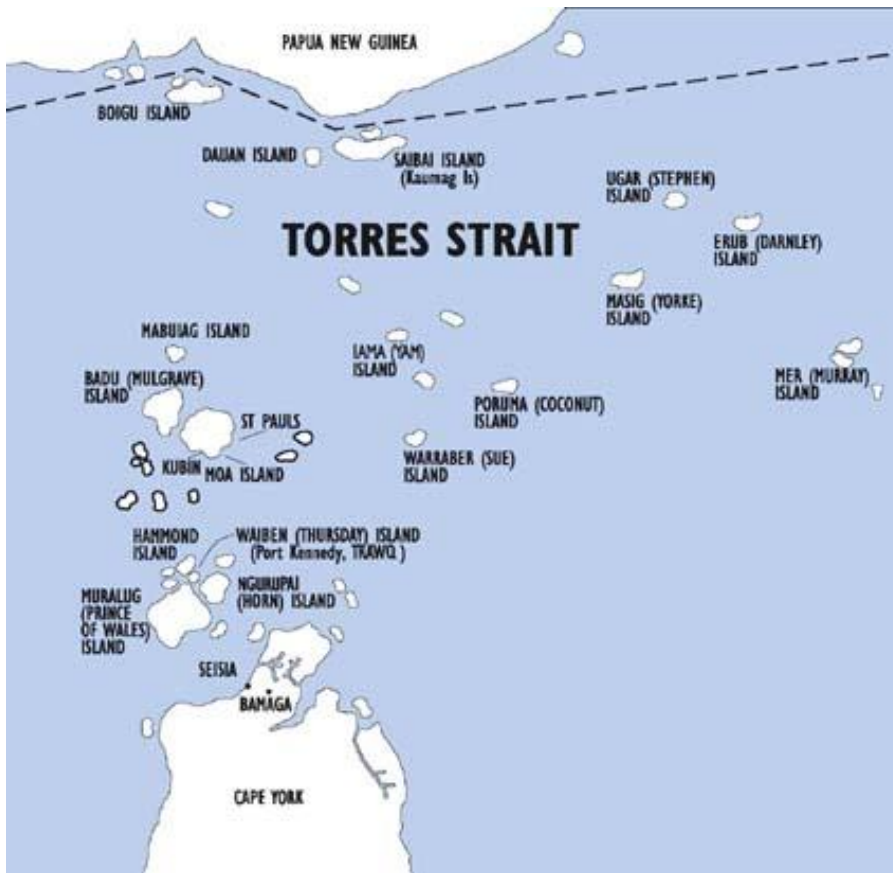 PAPUA NEW GUINEA
BOIGU ISLAND
DAUAN ISLAND
SAIBAI ISLAND
(Kaumag Is)
UGAR (STEPHEN)
ISLAND
TORRES STRAIT
ERUB (DARNLEY)
ISLAND
MASIG (YORKE)
ISLAND
MABUIAG ISLAND
IAMA (YAM)
ISLAND
MER (MURRAY)
ISLAND
BADU (MULGRAVE)
ISLAND
PORUMA (COCONUT)
ISLAND
ST PAULS
WARRABER (SUE)
ISLAND
KUBIN
MOA ISLAND
HAMMOND
ISLAND
WAIBEN (THURSDAY) ISLAND
(Port Kennedy, TRAWQ )
NGURUPAI
(HORN) ISLAND
MURALUG
(PRINCE
OF WALES)
ISLAND
SEISIA
BAMAGA
CAPE YORK